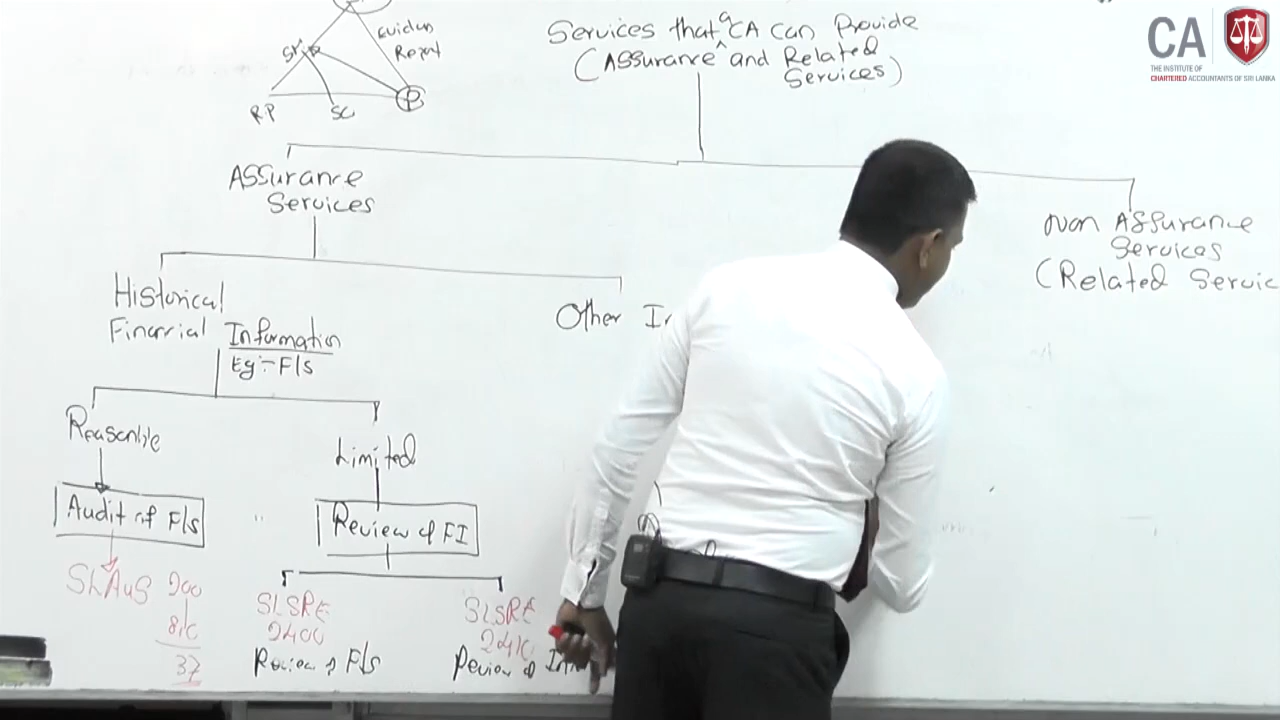 Services that a CA can Provide
(Assurance and Related
Services)
CA
THE INSTITUTE OF
CHARTERED ACCOUNTANTS OF SRI LANKA
Report
RP
SC
P
Assurance
Services
Non Assurance
Services
(Related Servic
Historical
Financial Information
Eg:- F/s
Other In
Reasonable
Limited
Audit of F/s
Review of FI
SLAuS 200
810
37
SLSRE
2400
Review of F/s
SLSRE
2410
Review of Int